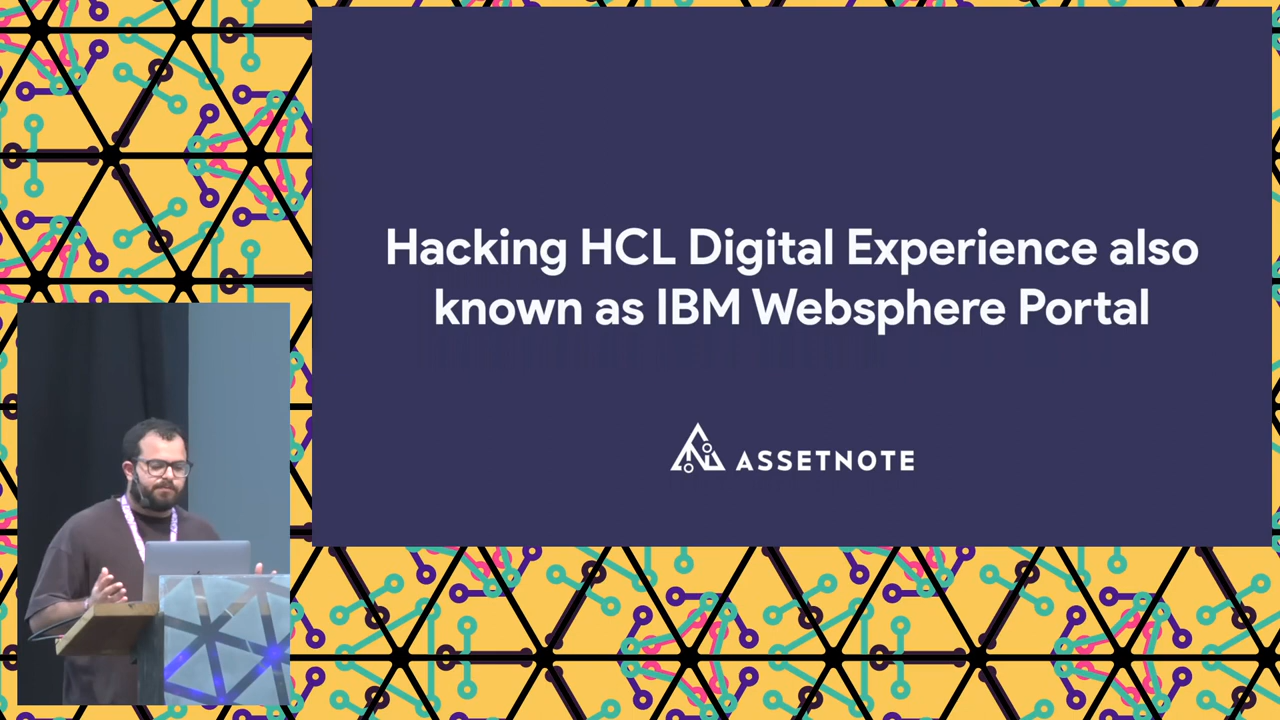 Hacking HCL Digital Experience also
known as IBM Websphere Portal
ASSETNOTE